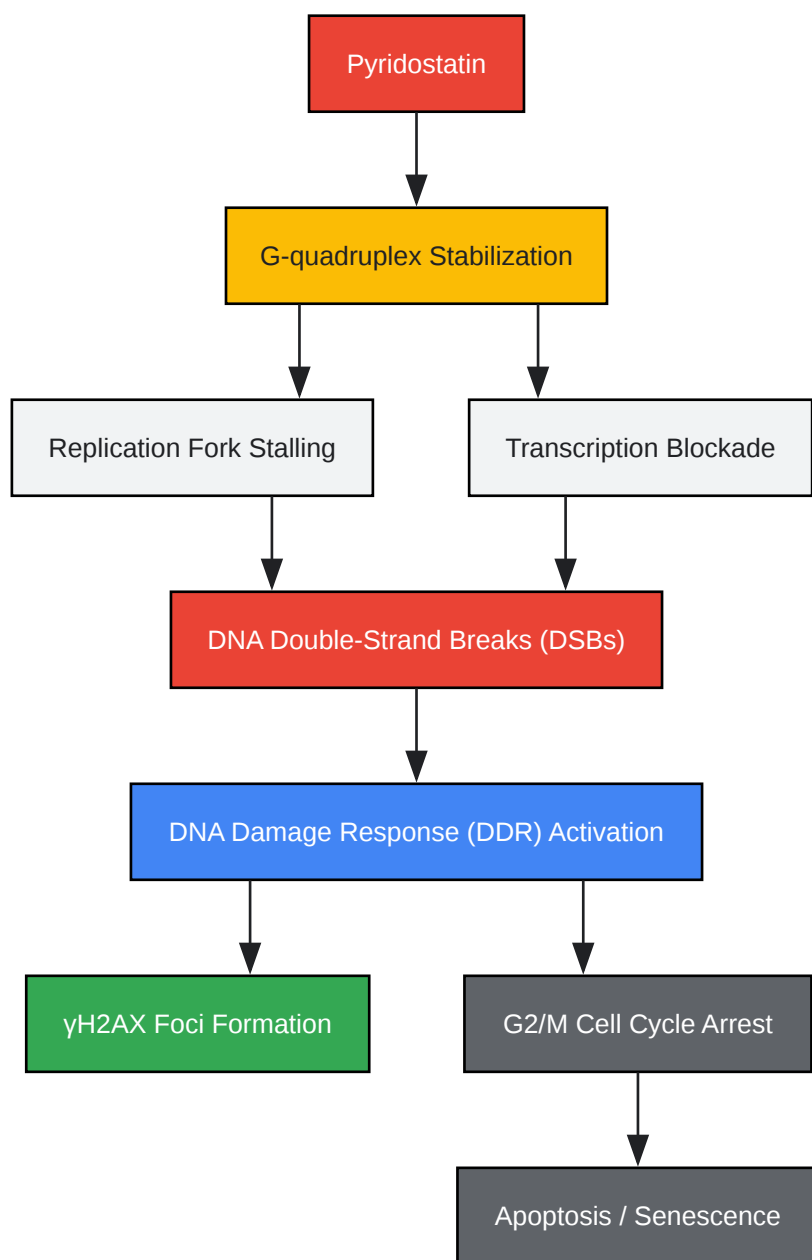 Pyridostatin
G-quadruplex Stabilization
Replication Fork Stalling
Transcription Blockade
DNA Double-Strand Breaks (DSBs)
DNA Damage Response (DDR) Activation
γH2AX Foci Formation
G2/M Cell Cycle Arrest
Apoptosis / Senescence